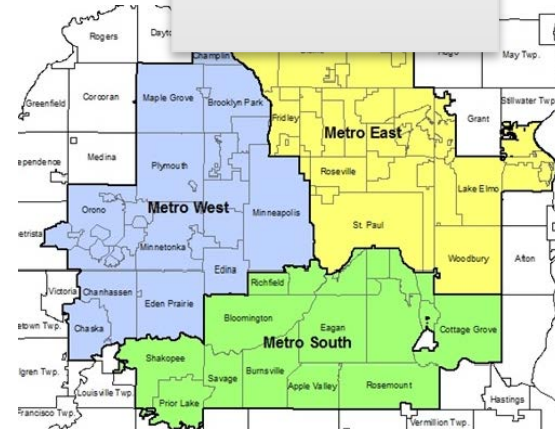 Rogers
Champlin
May Twp.
Greenfield
Corcoran
Maple Grove
Brooklyn Park
Stillwater Twp
Grant
Fridley
Metro East
Medina
Plymouth
Roseville
Lake Elmo
Orono
Metro West
Minneapolis
St. Paul
Minnetonka
Edina
Woodbury
Afton
Victoria
Chanhassen
Eden Prairie
Richfield
Chaska
Bloomington
Eagan
Cottage Grove
Metro South
Shakopee
Savage
Burnsville
Apple Valley
Rosemount
Louisville Twp.
Prior Lake
Hastings
Vermillion Twp.